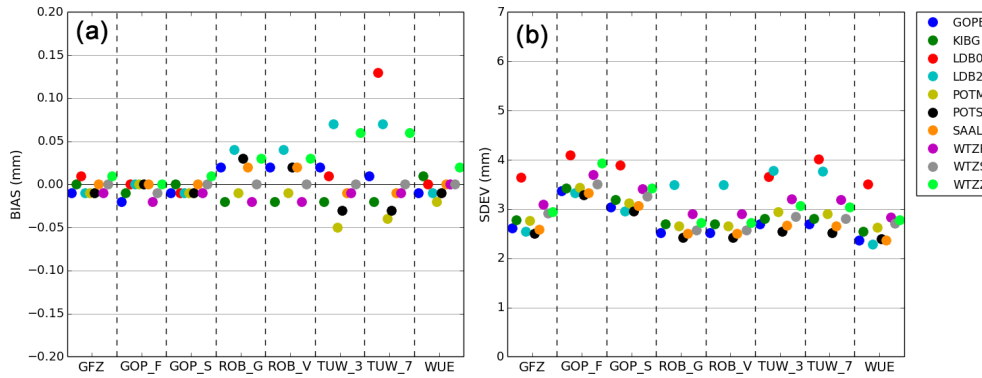 (a)
BIAS (mm)
0.20
0.15
0.10
0.05
0.00
−0.05
−0.10
−0.15
−0.20
GFZ GOP_F GOP_S ROB_G ROB_V TUW_3 TUW_7 WUE
(b)
SDEV (mm)
7
6
5
4
3
2
1
0
GFZ GOP_F GOP_S ROB_G ROB_V TUW_3 TUW_7 WUE
KIBG
POTM
POTS
SAAL